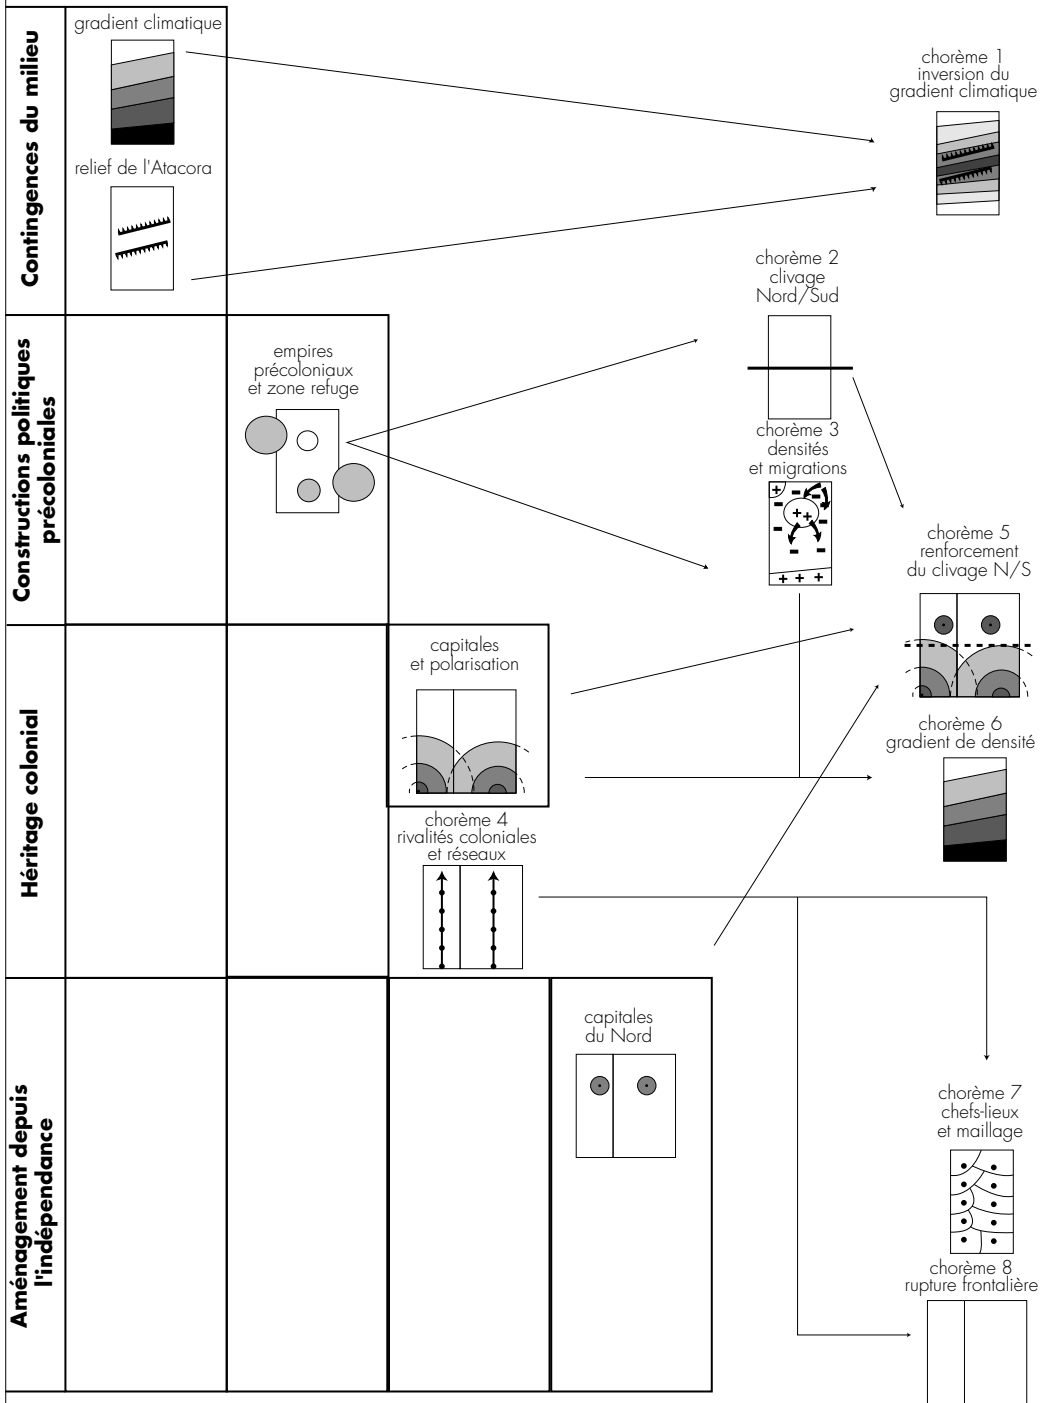 Contingences du milieu
gradient climatique
relief de l'Atacora
chorème 1
inversion du
gradient climatique
Constructions politiques
précoloniales
empires
précoloniaux
et zone refuge
chorème 2
clivage
Nord/Sud
chorème 3
densités
et migrations
chorème 5
renforcement
du clivage N/S
Héritage colonial
capitales
et polarisation
chorème 6
gradient de densité
chorème 4
rivalités coloniales
et réseaux
Aménagement depuis
l'indépendance
capitales
du Nord
chorème 7
chefs-lieux
et maillage
chorème 8
rupture frontalière